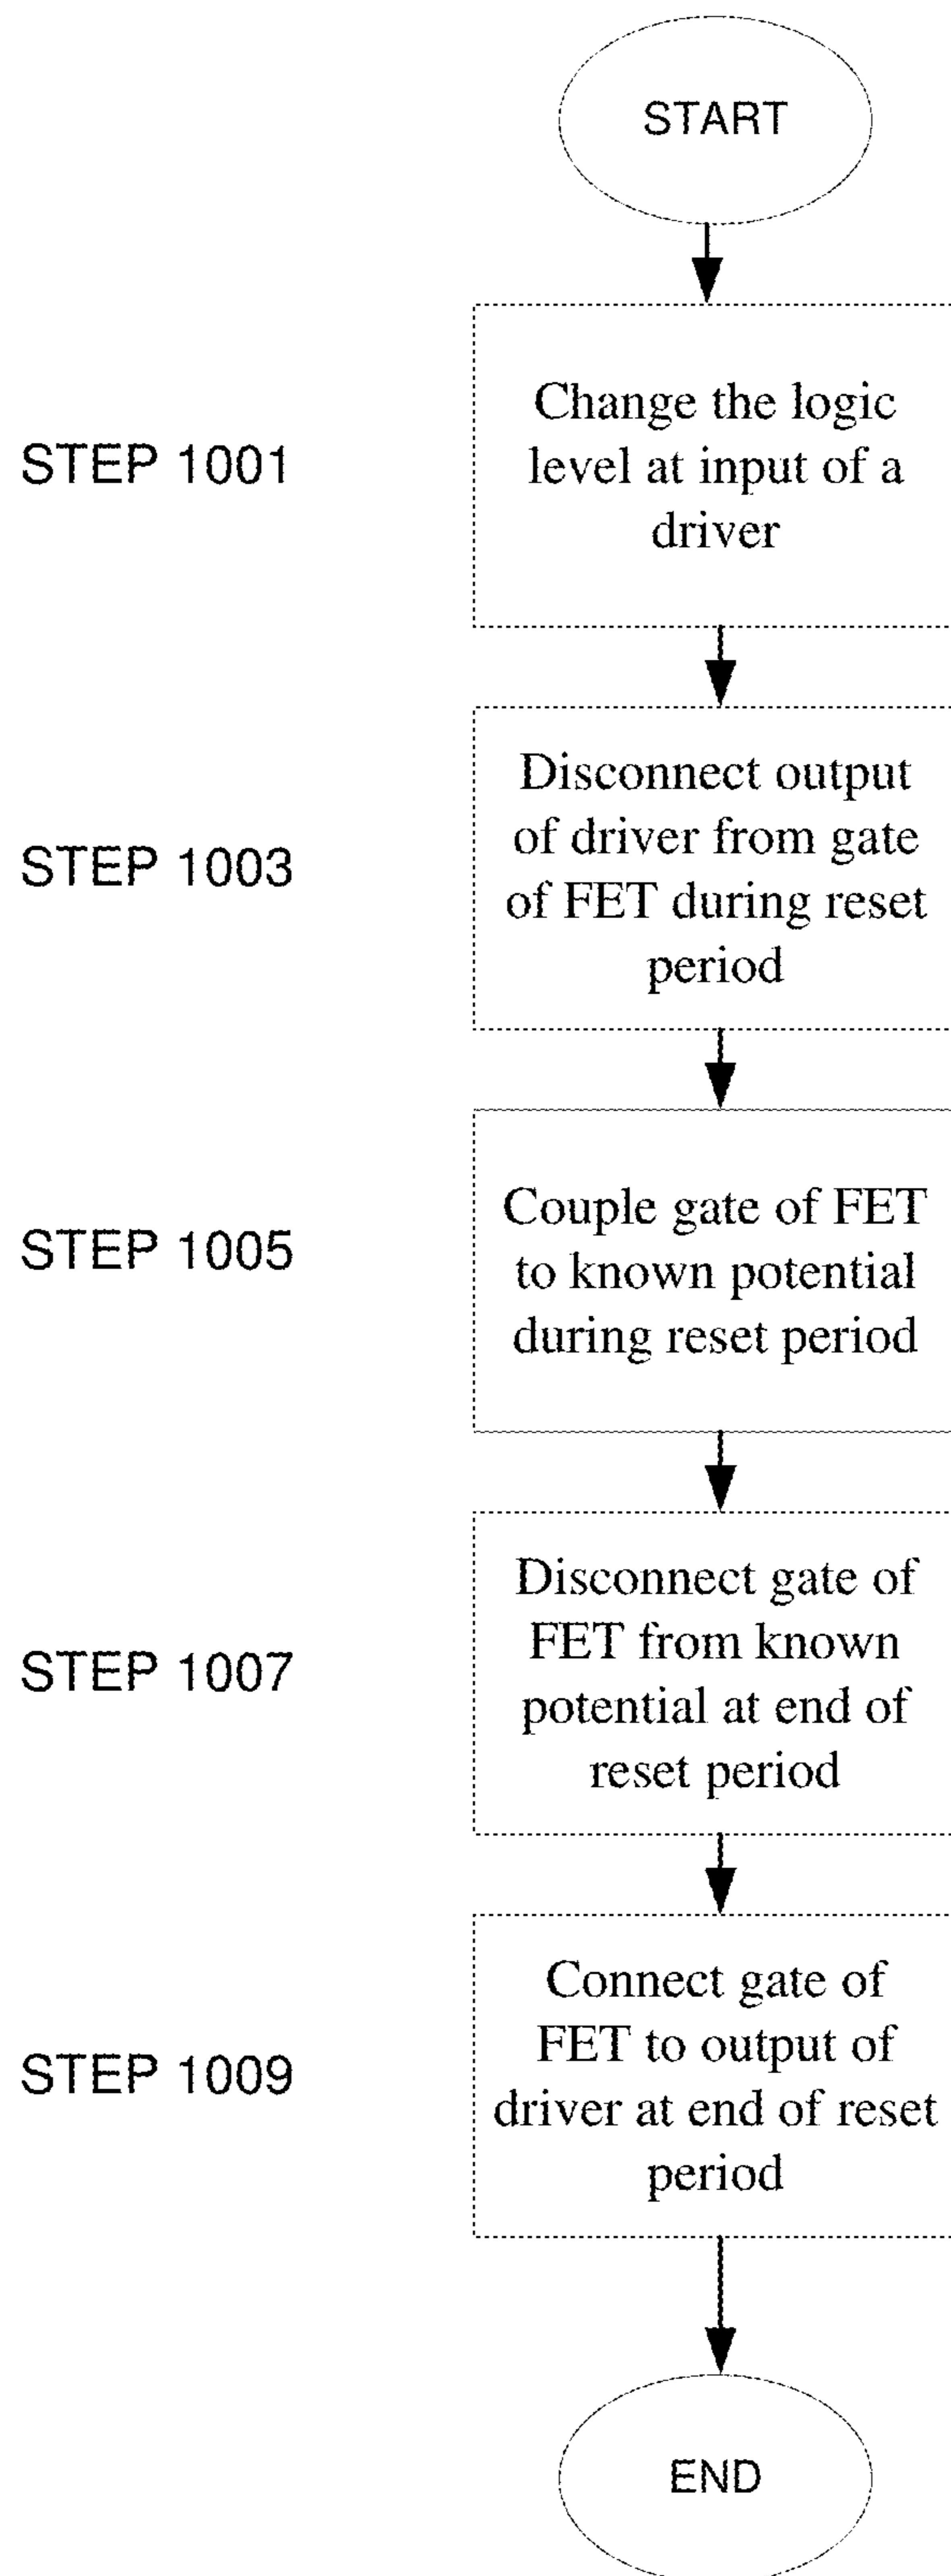 START
STEP 1001
Change the logic
level at input of a
driver
STEP 1003
Disconnect output
of driver from gate
of FET during reset
period
STEP 1005
Couple gate of FET
to known potential
during reset period
STEP 1007
Disconnect gate of
FET from known
potential at end of
reset period
STEP 1009
Connect gate of
FET to output of
driver at end of reset
period
END